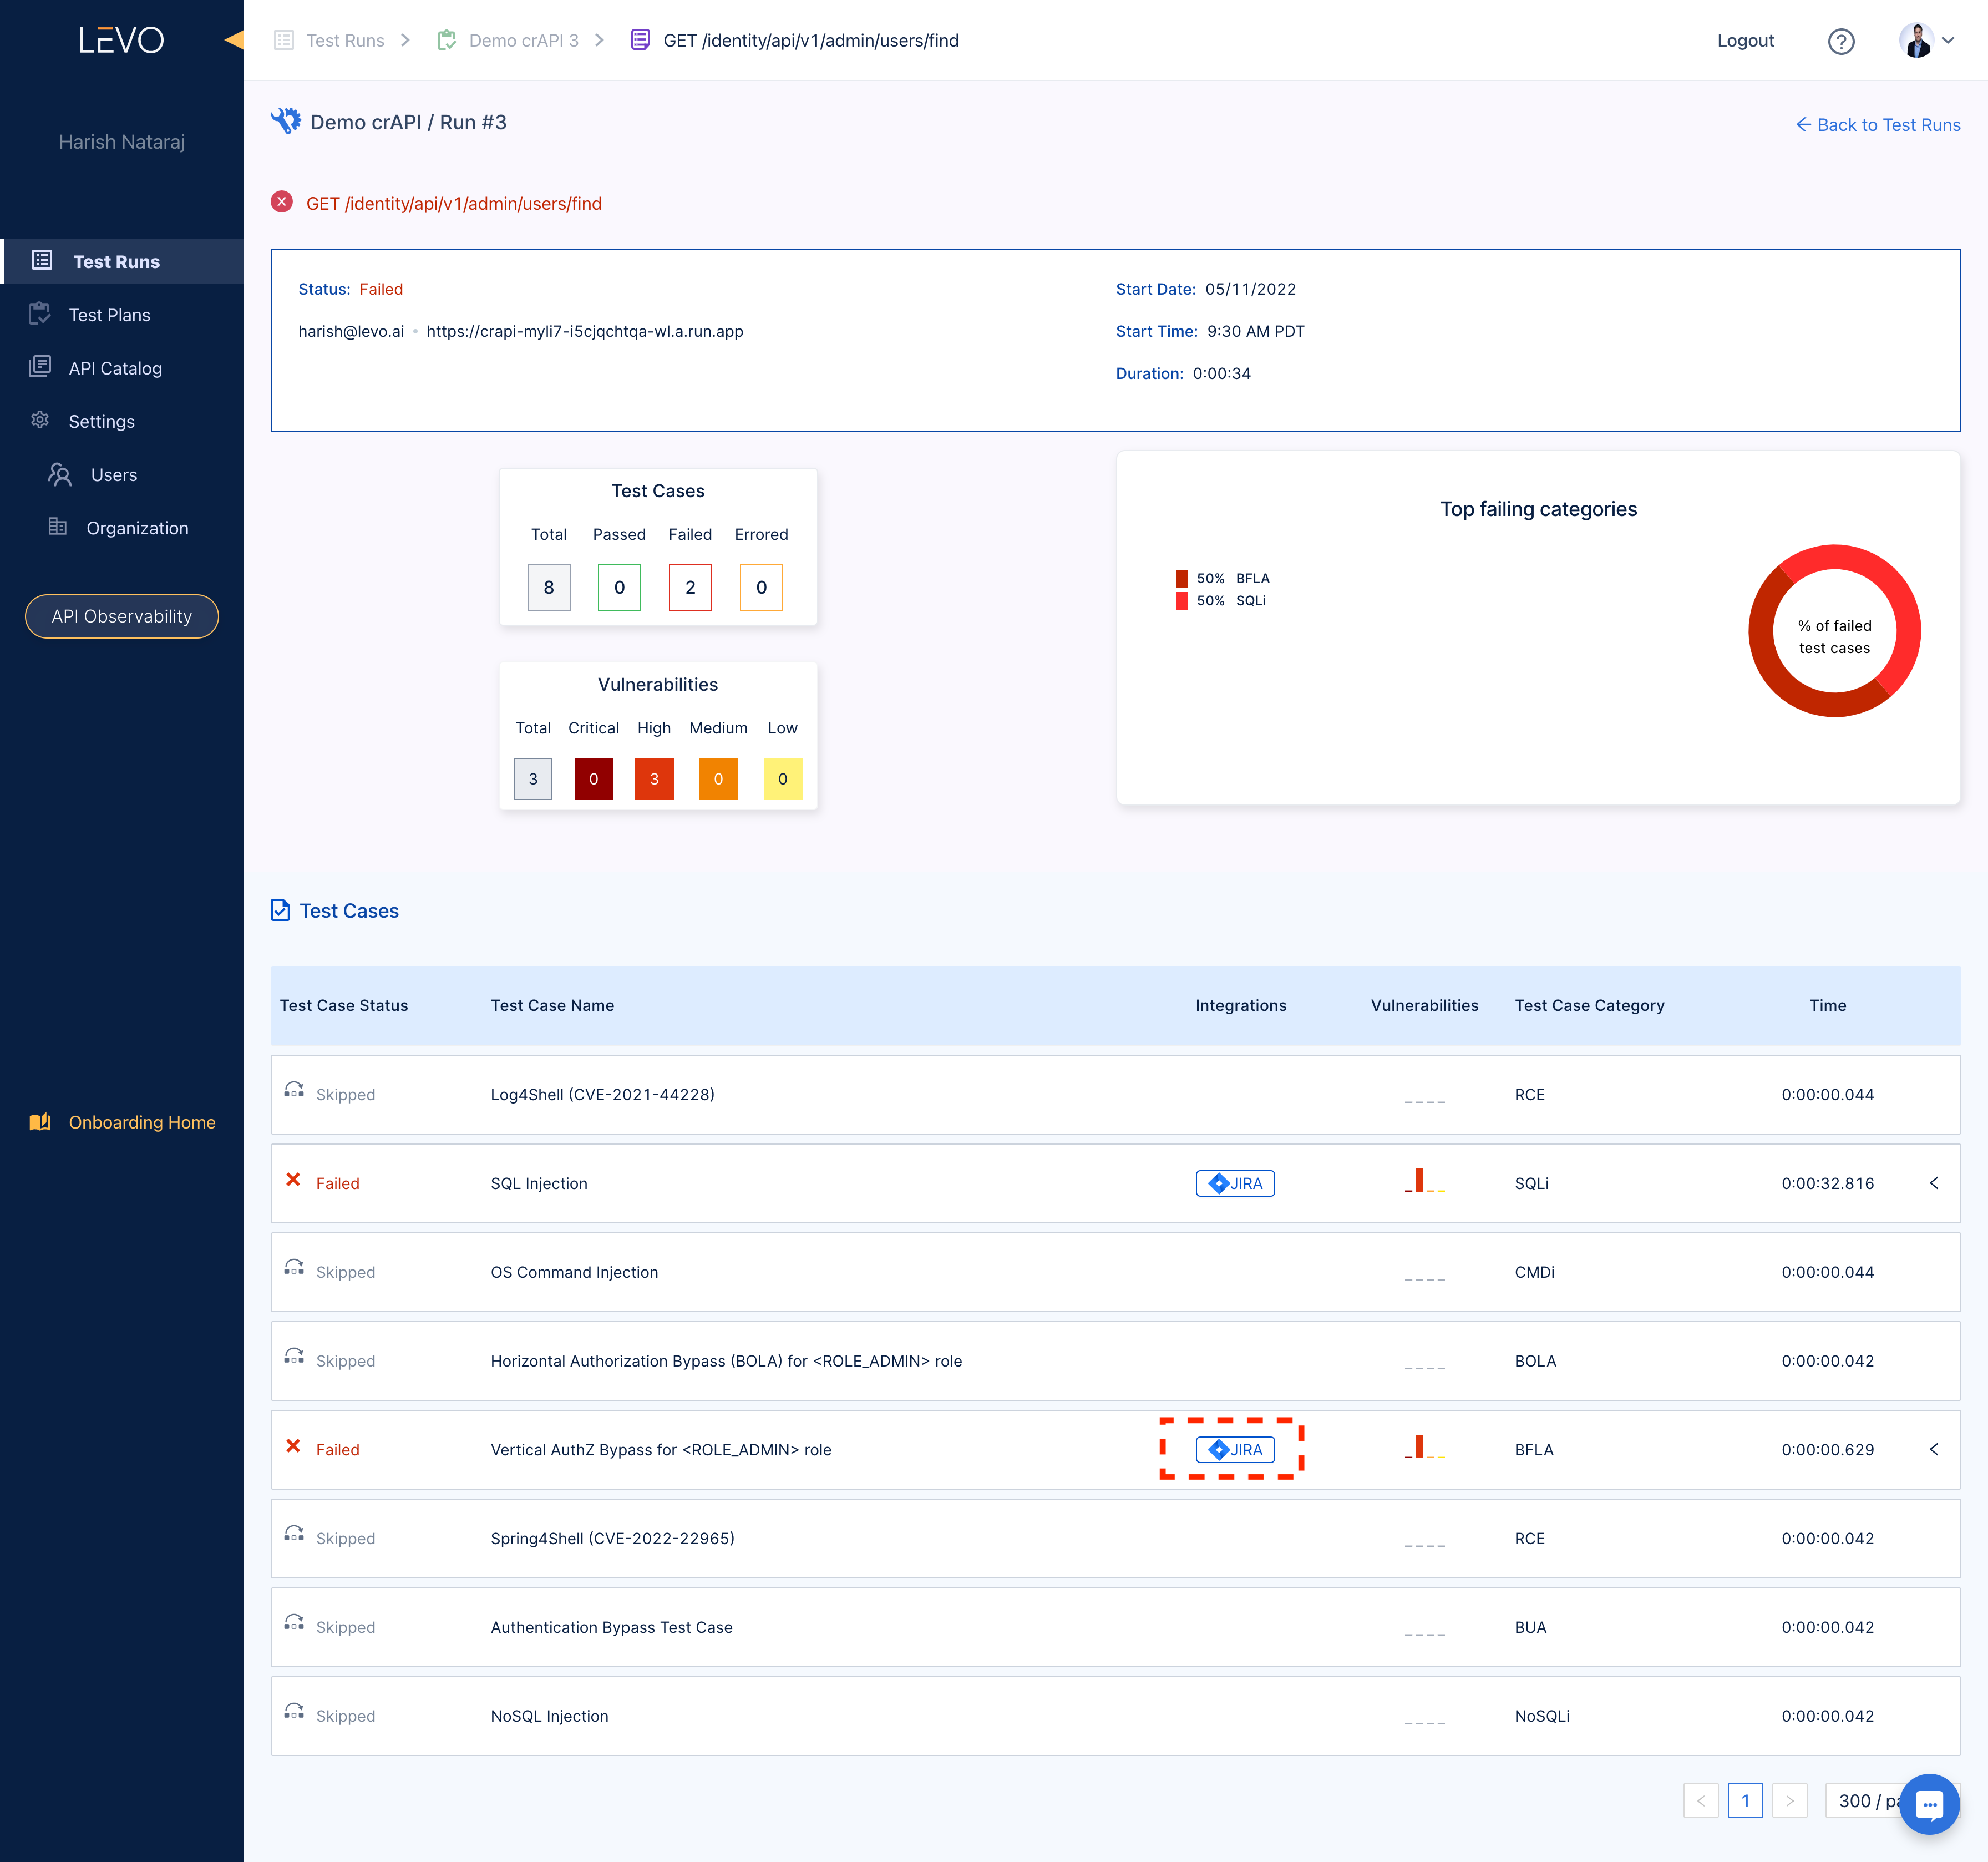 LEVO
Test Runs
Demo crAPI 3
GET /identity/api/v1/admin/users/find
Logout
Harish Nataraj
Test Runs
Test Plans
API Catalog
Settings
Users
Organization
API Observability
Onboarding Home
Demo crAPI / Run #3
Back to Test Runs
GET /identity/api/v1/admin/users/find
Status: Failed
harish@levo.ai https://crapi-myli7-i5cjqchtqa-wl.a.run.app
Start Date: 05/11/2022
Start Time: 9:30 AM PDT
Duration: 0:00:34
Test Cases
Total Passed Failed Errored
8 0 2 0
Vulnerabilities
Total Critical High Medium Low
3 0 3 0 0
Top failing categories
50% BFLA
50% SQLi
% of failed
test cases
Test Cases
Test Case Status Test Case Name Integrations Vulnerabilities Test Case Category Time
Skipped Log4Shell (CVE-2021-44228) RCE 0:00:00.044
Failed SQL Injection JIRA SQLi 0:00:32.816
Skipped OS Command Injection CMDi 0:00:00.044
Skipped Horizontal Authorization Bypass (BOLA) for <ROLE_ADMIN> role BOLA 0:00:00.042
Failed Vertical AuthZ Bypass for <ROLE_ADMIN> role JIRA BFLA 0:00:00.629
Skipped Spring4Shell (CVE-2022-22965) RCE 0:00:00.042
Skipped Authentication Bypass Test Case BUA 0:00:00.042
Skipped NoSQL Injection NoSQLi 0:00:00.042
1 300 /